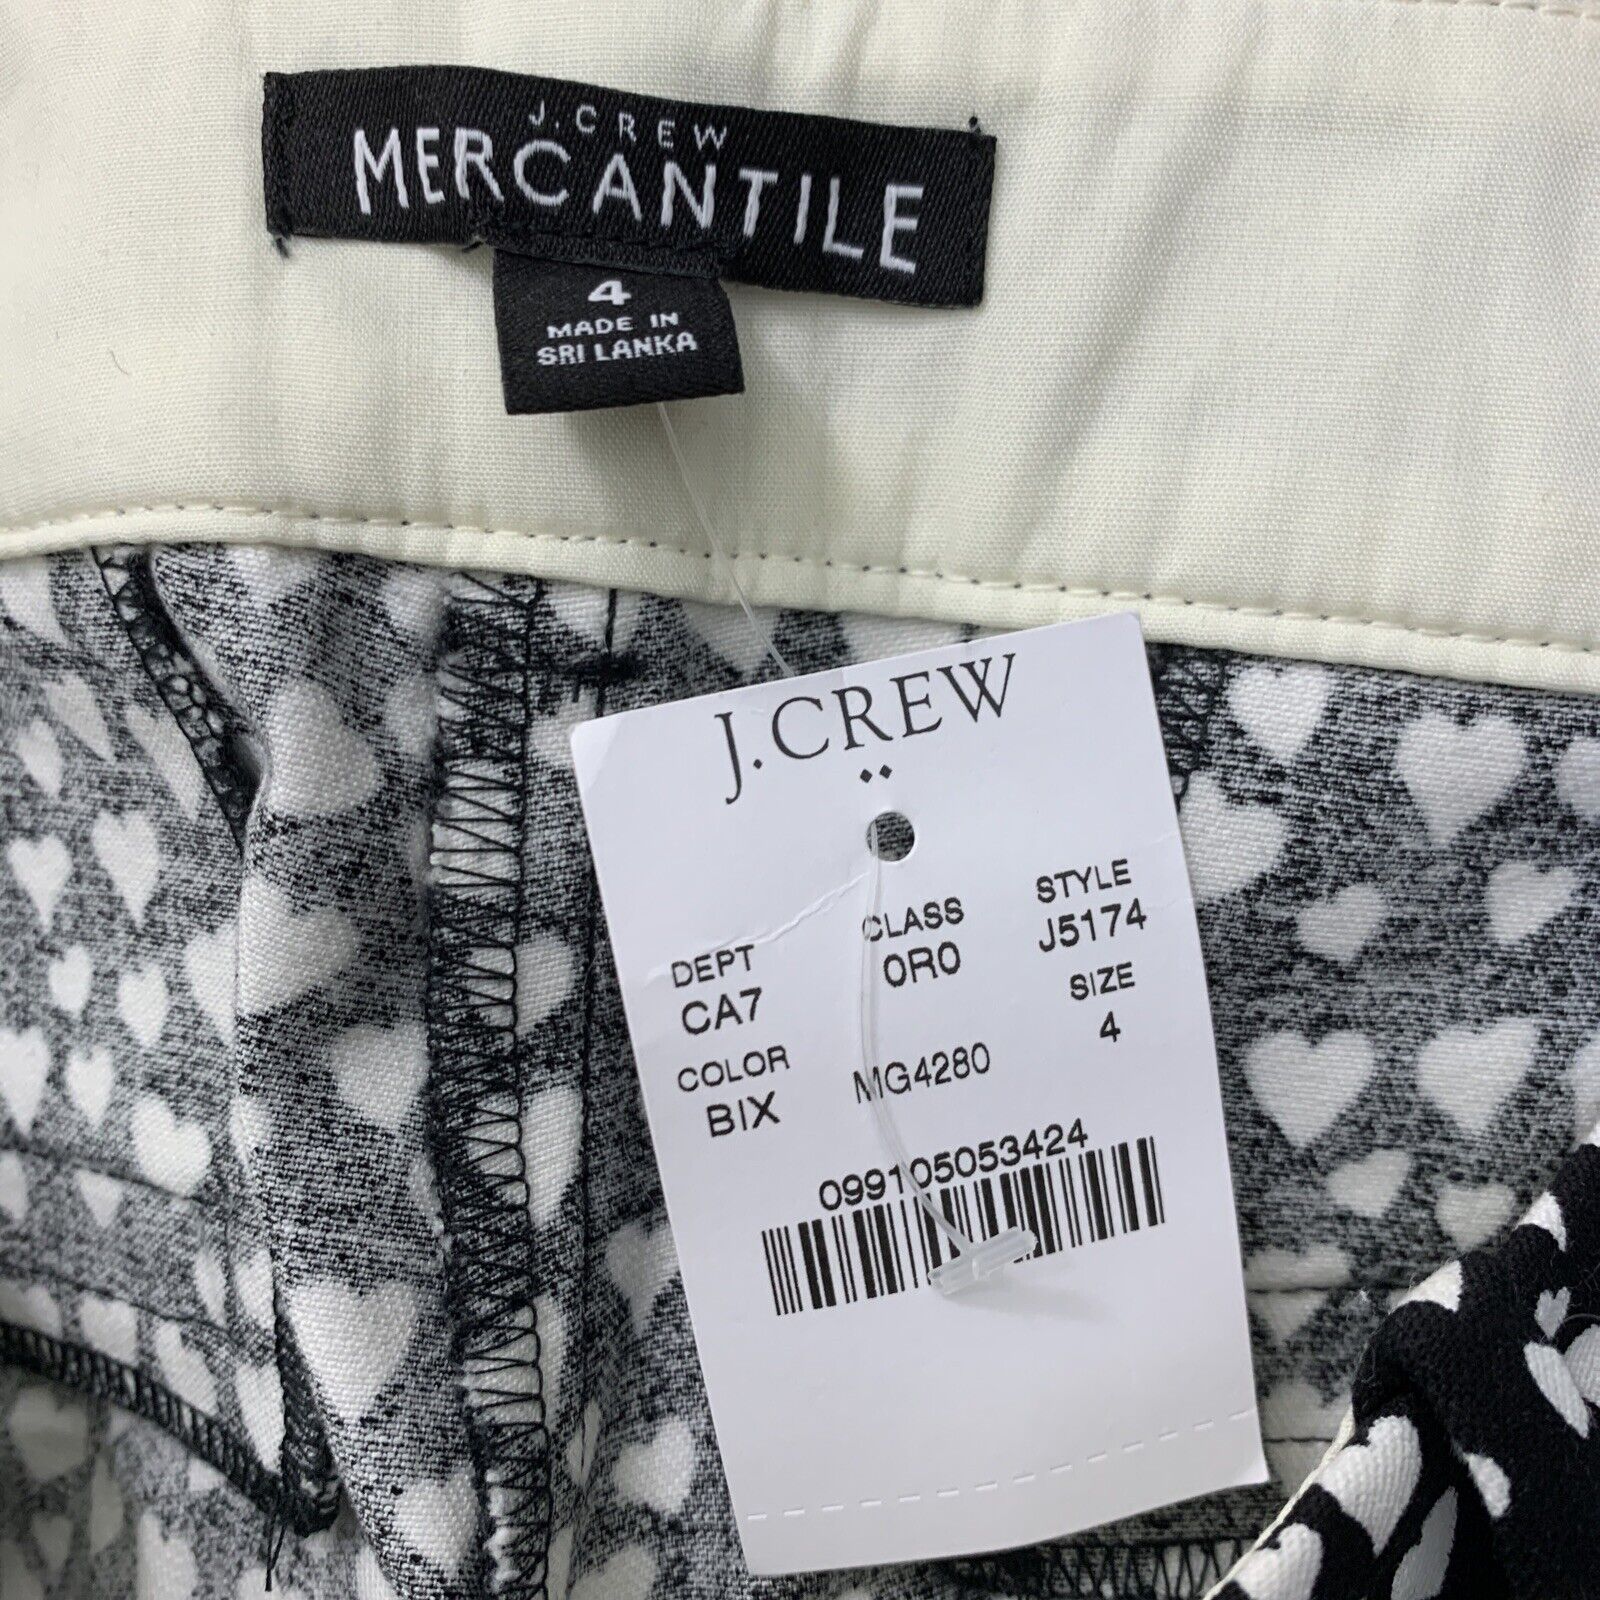 J.CREW
MERCANTILE
4
MADE IN
SRI LANKA
J.CREW
DEPT CLASS STYLE
CA7 0R0 J5174
COLOR SIZE
BIX MG4280 4
099105053424